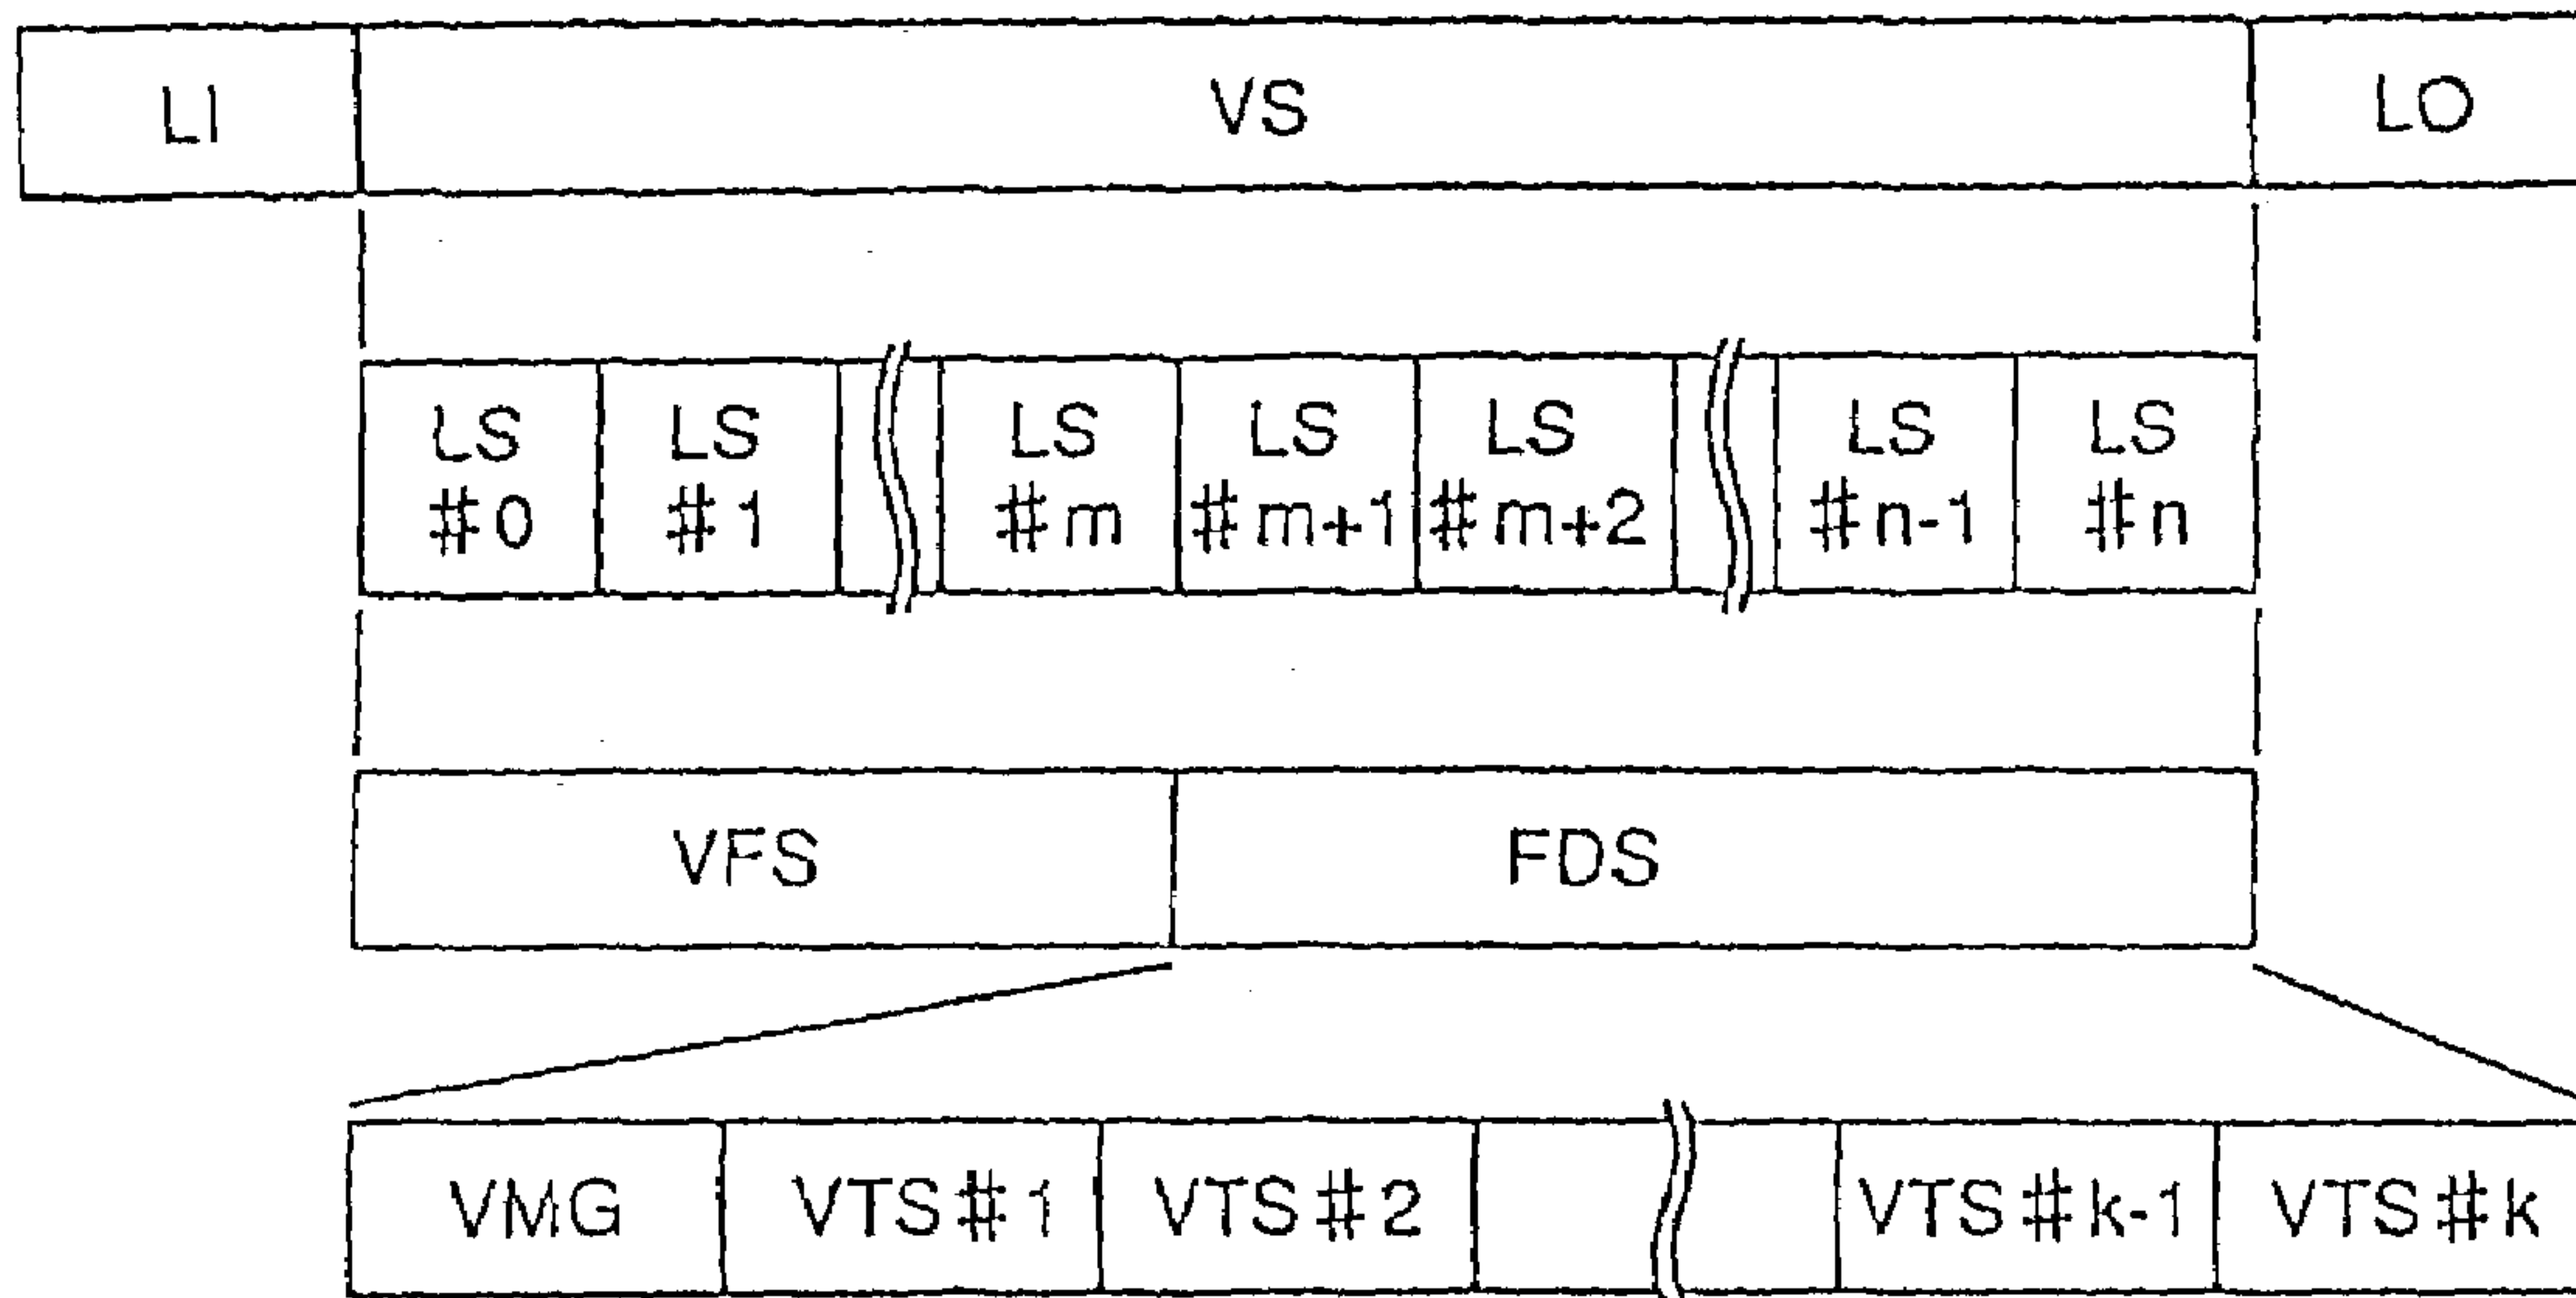 LI VS LO
LS LS LS LS LS LS LS
#0 #1 #m #m+1 #m+2 #n-1 #n
VFS FDS
VMG VTS#1 VTS#2 VTS#k-1 VTS#k